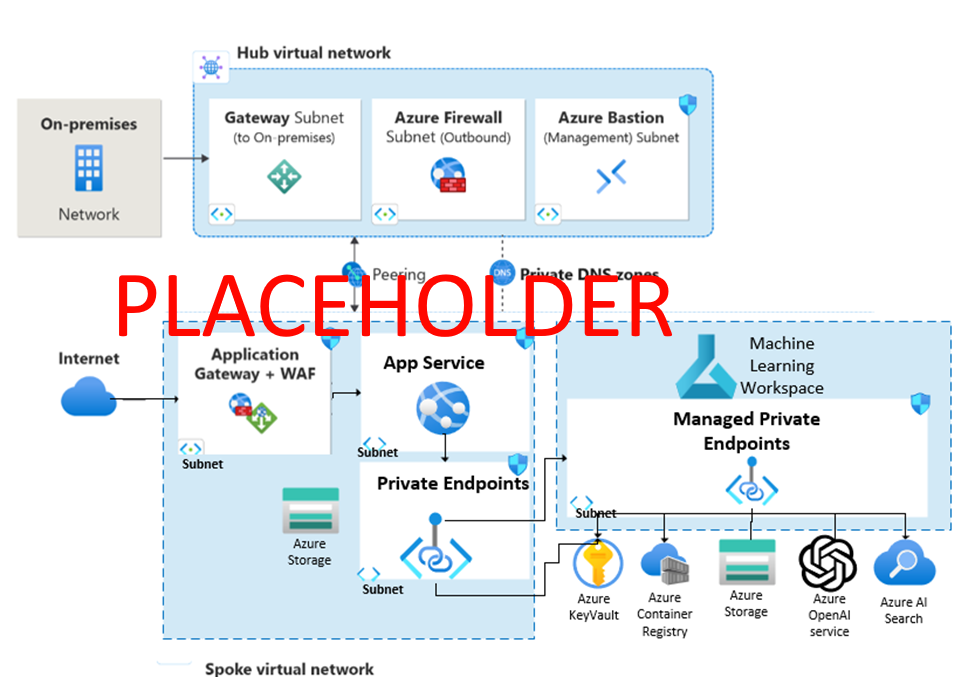 Hub virtual network
On-premises
Network
Gateway Subnet
(to On-premises)
Azure Firewall
Subnet (Outbound)
Azure Bastion
(Management) Subnet
Peering
DNS
Private DNS zones
PLACEHOLDER
Internet
Application
Gateway + WAF
Subnet
App Service
Subnet
Private Endpoints
Subnet
Azure
Storage
Machine
Learning
Workspace
Managed Private
Endpoints
Subnet
Azure
KeyVault
Azure
Container
Registry
Azure
Storage
Azure
OpenAI
service
Azure AI
Search
Spoke virtual network